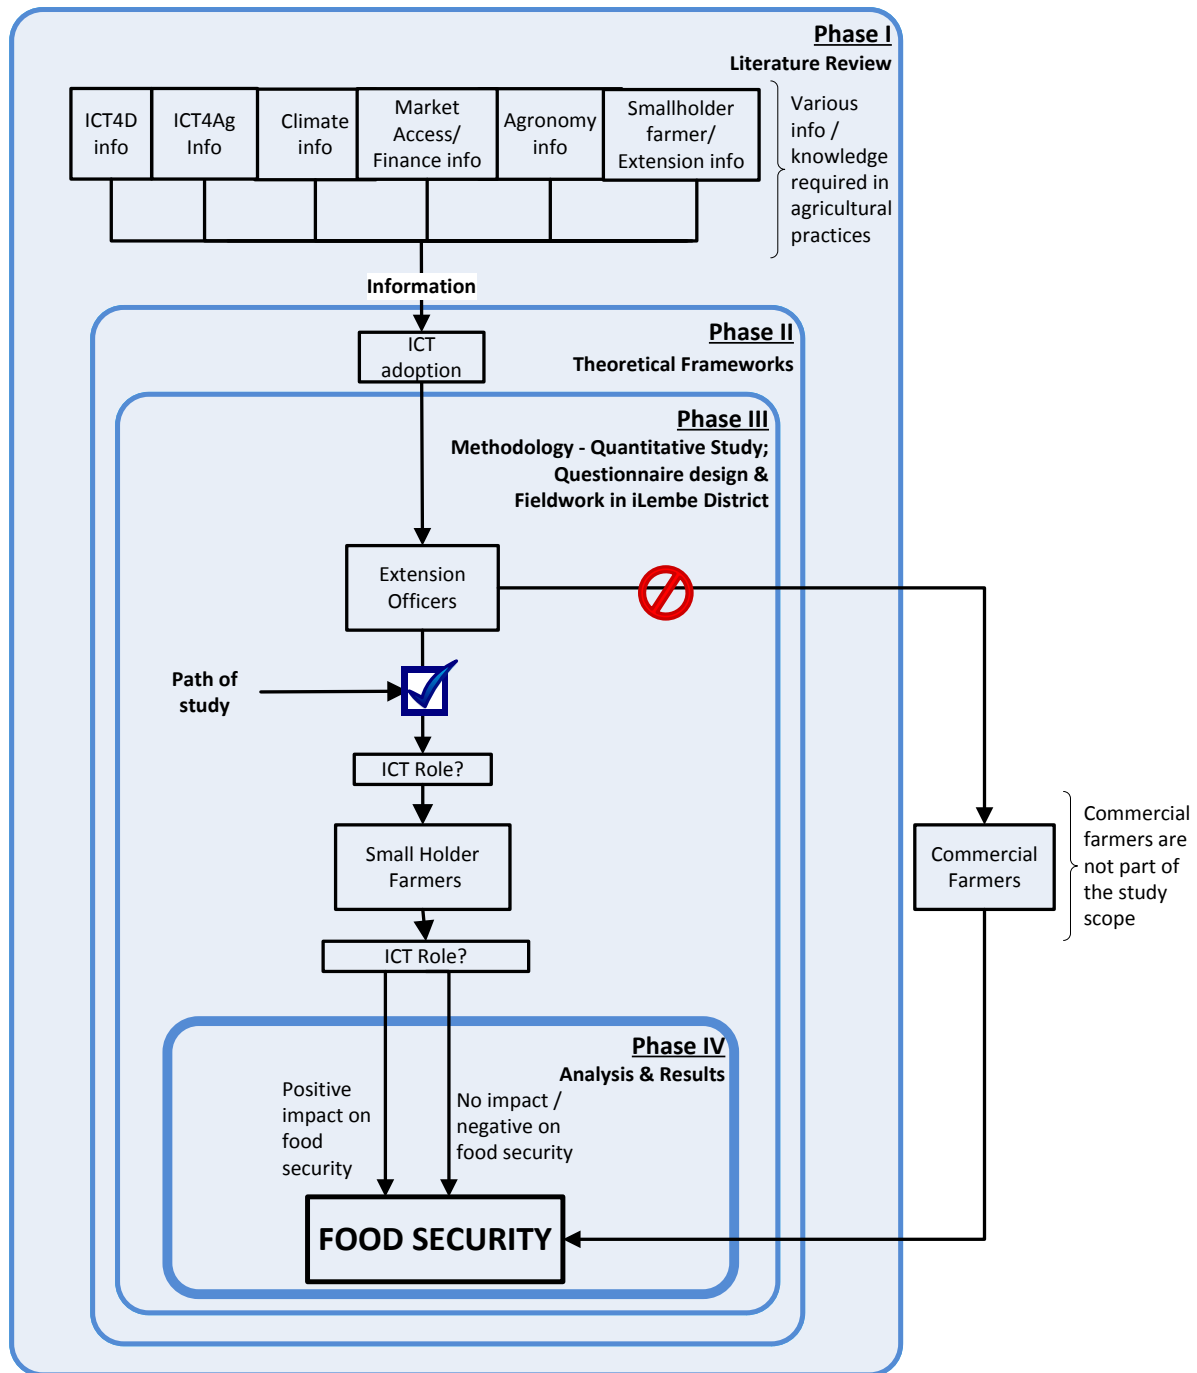 Phase I
Literature Review
ICT4D
info
ICT4Ag
Info
Climate
info
Market
Access/
Finance info
Agronomy
info
Smallholder
farmer/
Extension info
Various
info /
knowledge
required in
agricultural
practices
Information
Phase II
Theoretical Frameworks
ICT
adoption
Phase III
Methodology - Quantitative Study;
Questionnaire design &
Fieldwork in iLembe District
Extension
Officers
Path of
study
ICT Role?
Small Holder
Farmers
Commercial
Farmers
Commercial
farmers are
not part of
the study
scope
ICT Role?
Phase IV
Analysis & Results
Positive
impact on
food
security
No impact /
negative on
food security
FOOD SECURITY